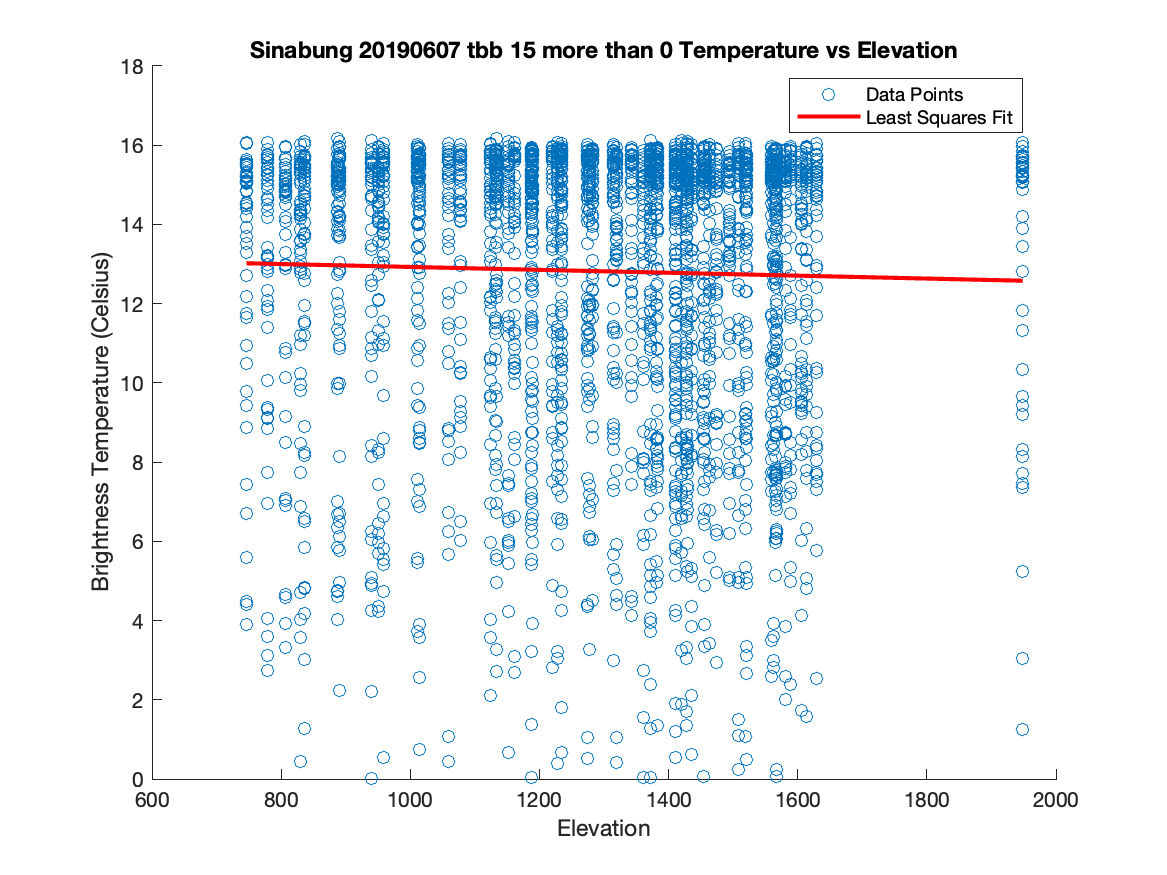 Sinabung 20190607 tbb 15 more than 0 Temperature vs Elevation
18
16
14
12
10
8
6
4
2
0
Brightness Temperature (Celsius)
Data Points
Least Squares Fit
600 800 1000 1200 1400 1600 1800 2000
Elevation